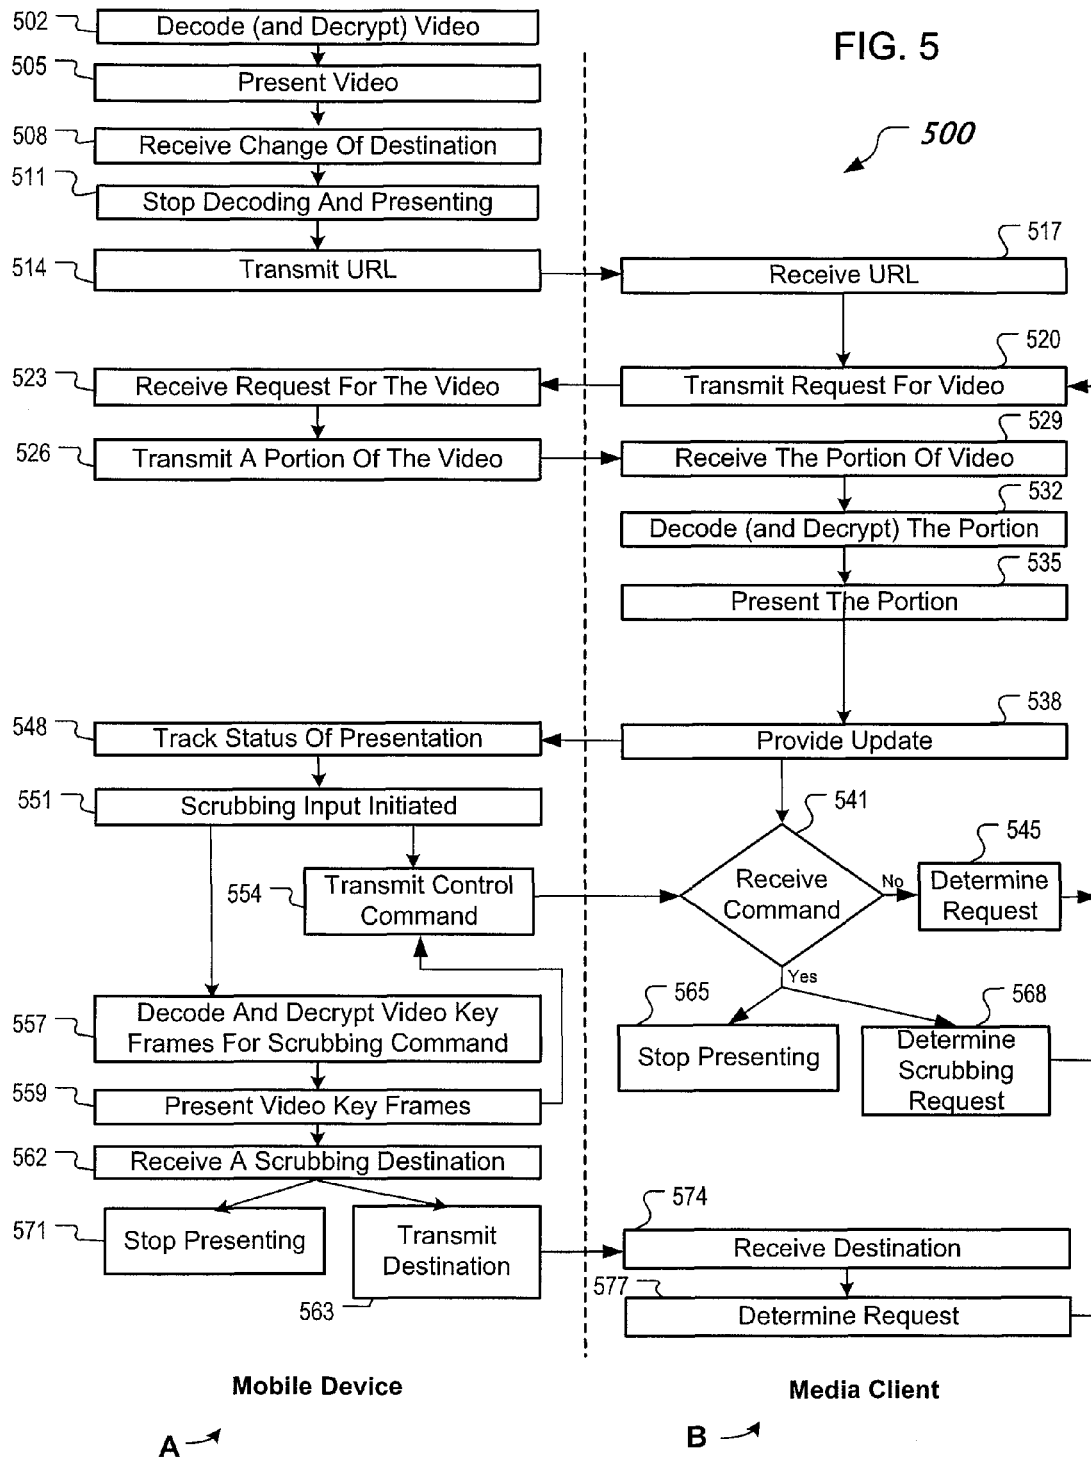 FIG. 5
500
502
Decode (and Decrypt) Video
505
Present Video
508
Receive Change Of Destination
511
Stop Decoding And Presenting
514
Transmit URL
517
Receive URL
520
Transmit Request For Video
523
Receive Request For The Video
526
Transmit A Portion Of The Video
529
Receive The Portion Of Video
532
Decode (and Decrypt) The Portion
535
Present The Portion
538
Provide Update
548
Track Status Of Presentation
551
Scrubbing Input Initiated
541
Receive
Command
No
545
Determine
Request
554
Transmit Control
Command
Yes
557
Decode And Decrypt Video Key
Frames For Scrubbing Command
565
Stop Presenting
568
Determine
Scrubbing
Request
559
Present Video Key Frames
562
Receive A Scrubbing Destination
571
Stop Presenting
Transmit
Destination
563
574
Receive Destination
577
Determine Request
Mobile Device
Media Client
A
B